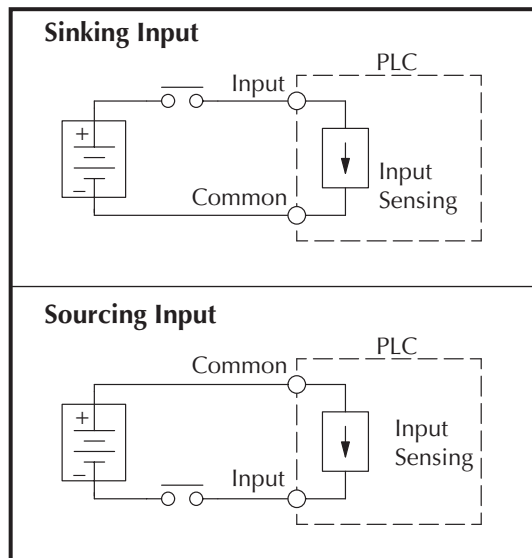 Sinking Input
PLC
Input
+
–
Input
Sensing
Common
Sourcing Input
PLC
Common
+
–
Input
Sensing
Input